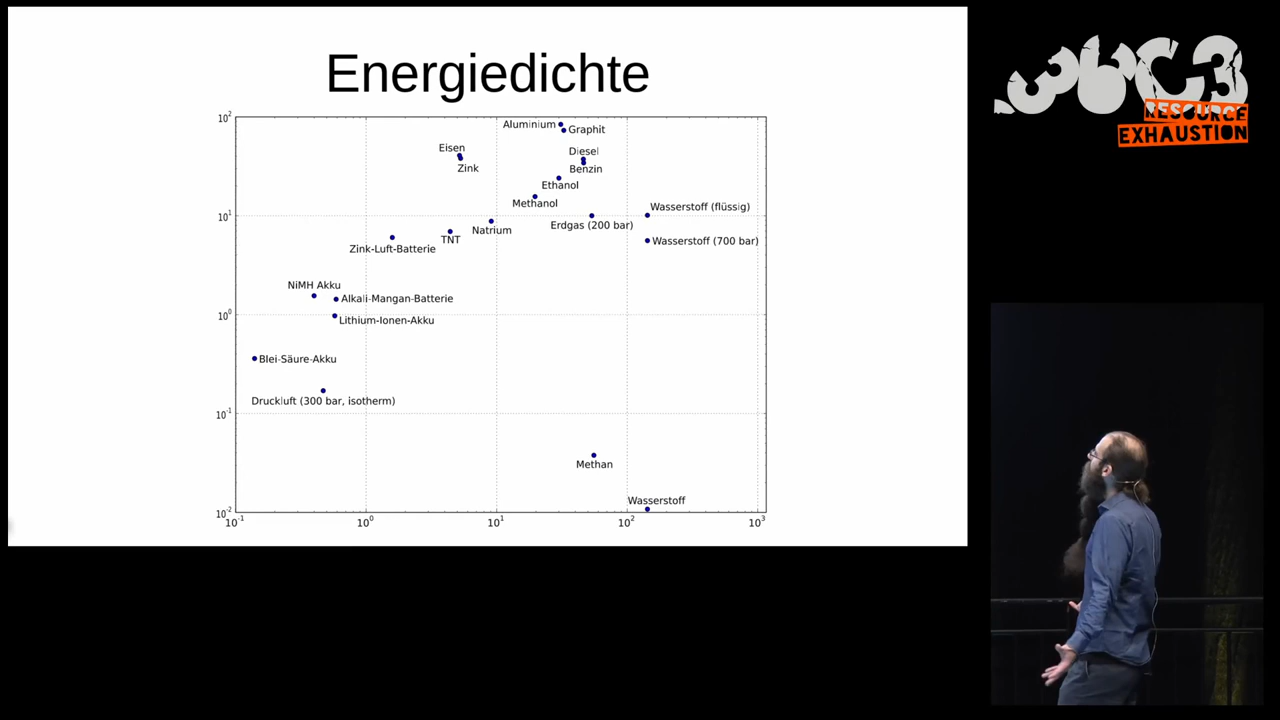 Energiedichte
36C3
RESOURCE
EXHAUSTION
10²
10¹
10⁰
10⁻¹
10⁻²
Aluminium
Graphit
Eisen
Zink
Diesel
Benzin
Ethanol
Methanol
Wasserstoff (flüssig)
Erdgas (200 bar)
Natrium
TNT
Wasserstoff (700 bar)
Zink-Luft-Batterie
NiMH Akku
Alkali-Mangan-Batterie
Lithium-Ionen-Akku
Blei-Säure-Akku
Druckluft (300 bar, isotherm)
Methan
Wasserstoff
10⁻¹
10⁰
10¹
10²
10³